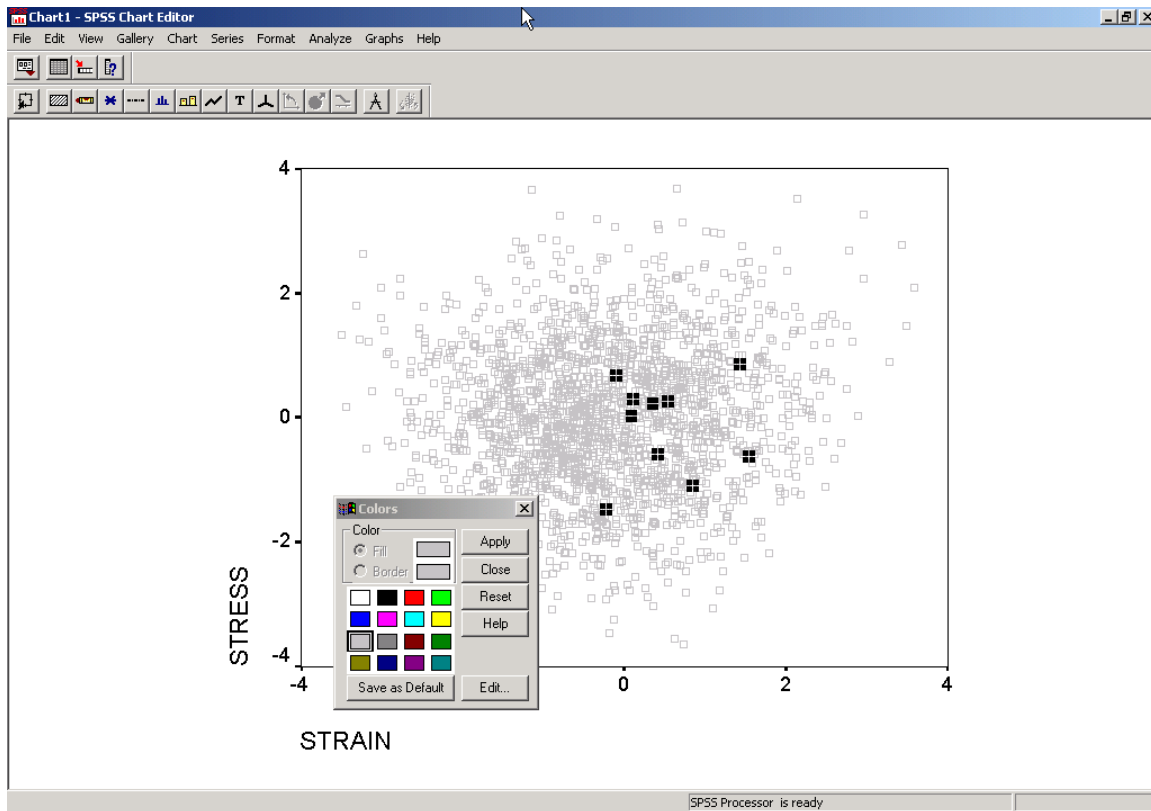 Chart1 - SPSS Chart Editor
File Edit View Gallery Chart Series Format Analyze Graphs Help
T
4
2
0
-2
-4
-4 0 2 4
STRESS
STRAIN
Colors
Color
Fill
Border
Apply
Close
Reset
Help
Save as Default Edit...
SPSS Processor is ready